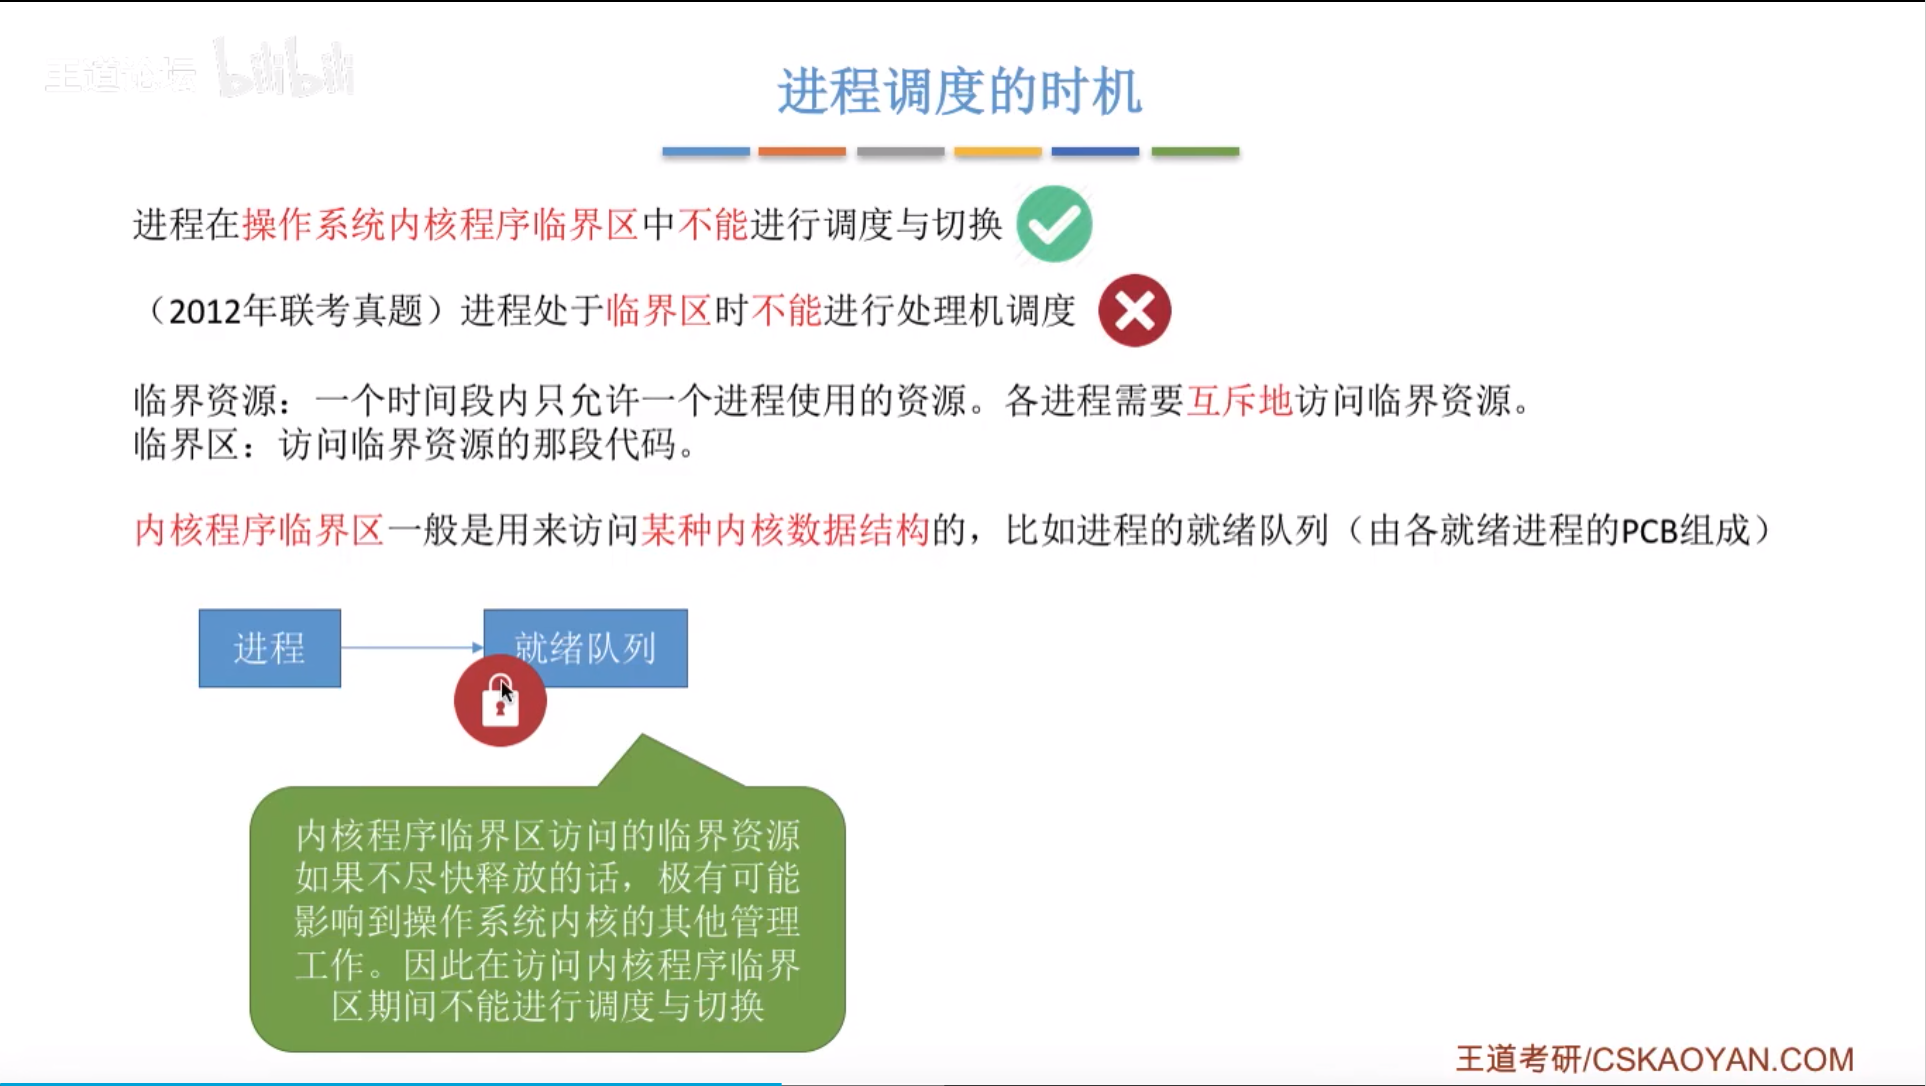 王道论坛 bilibili
进程调度的时机
进程在操作系统内核程序临界区中不能进行调度与切换
（2012年联考真题）进程处于临界区时不能进行处理机调度
临界资源：一个时间段内只允许一个进程使用的资源。各进程需要互斥地访问临界资源。
临界区：访问临界资源的那段代码。
内核程序临界区一般是用来访问某种内核数据结构的，比如进程的就绪队列（由各就绪进程的PCB组成）
进程
就绪队列
内核程序临界区访问的临界资源
如果不尽快释放的话，极有可能
影响到操作系统内核的其他管理
工作。因此在访问内核程序临界
区期间不能进行调度与切换
王道考研/CSKAOYAN.COM